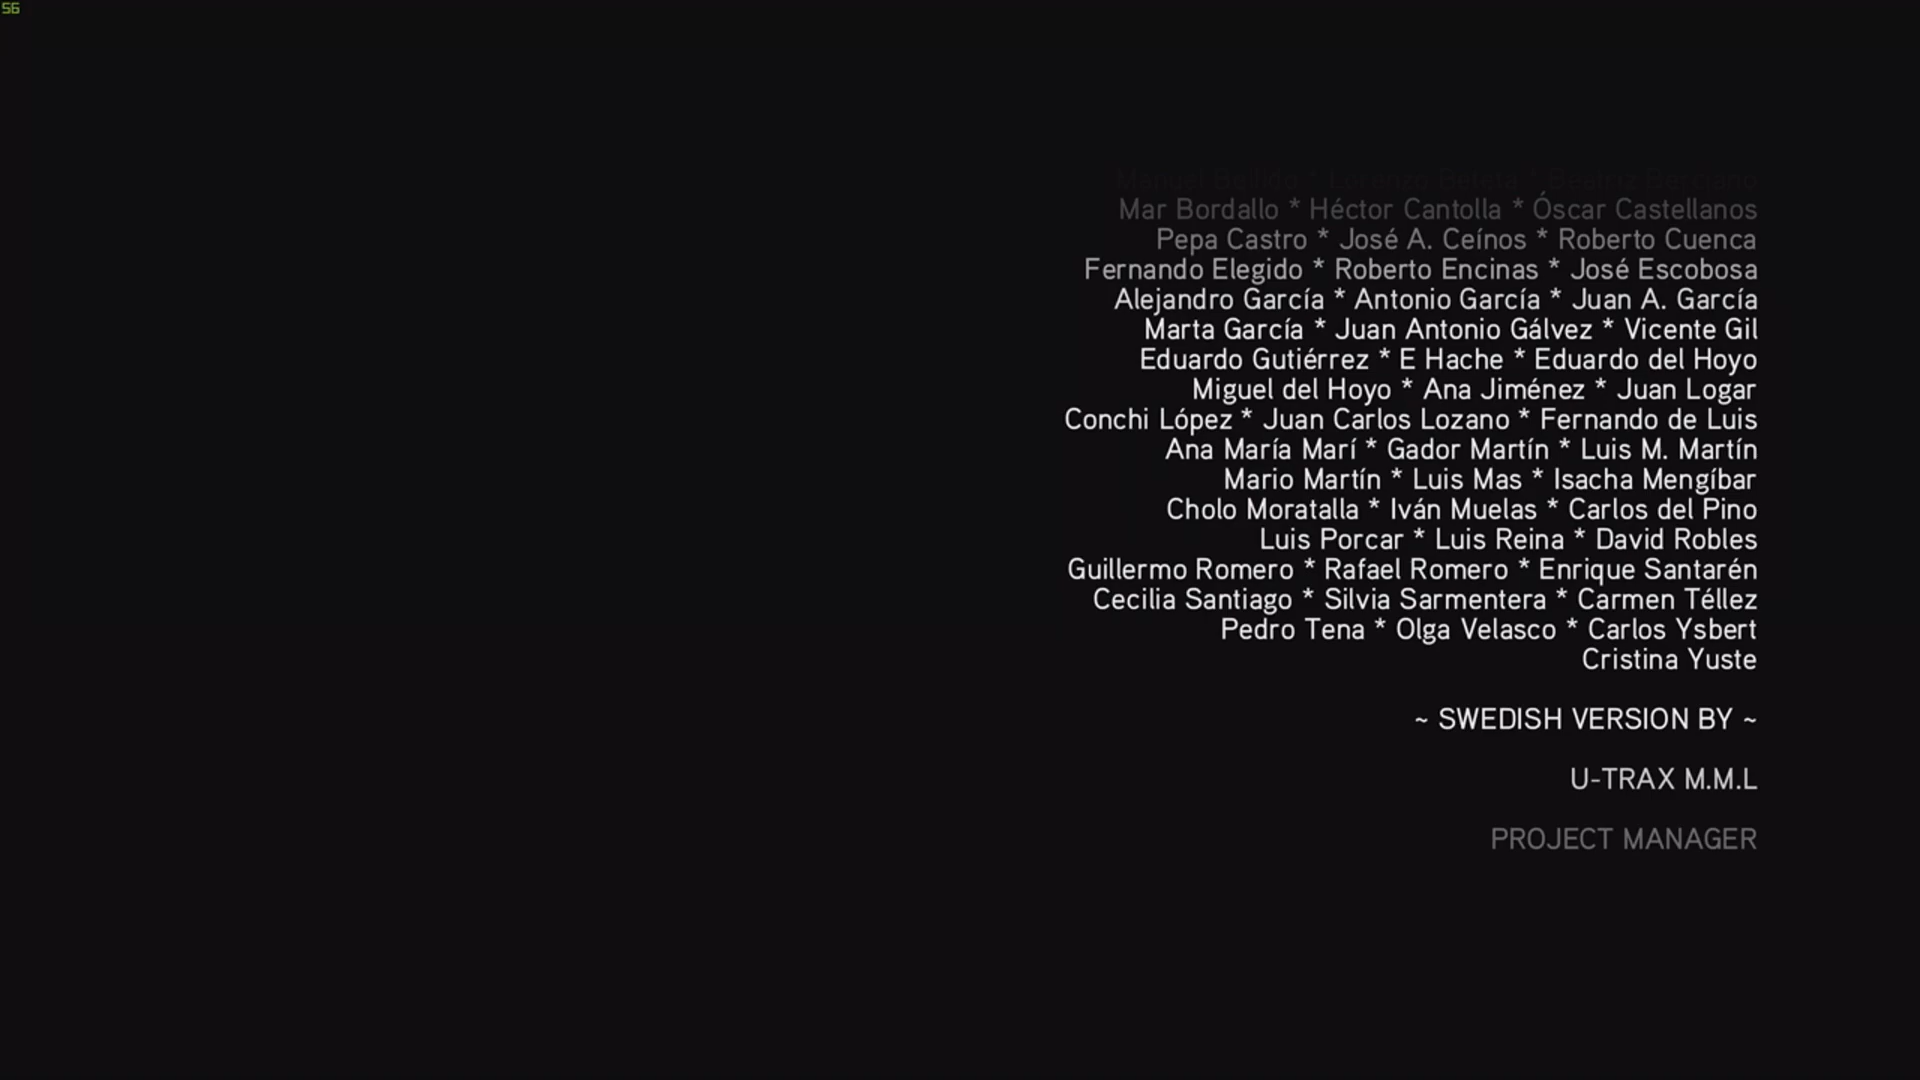 56
Mar Bordallo * Héctor Cantolla * Óscar Castellanos
Pepa Castro * José A. Ceínos * Roberto Cuenca
Fernando Elegido * Roberto Encinas * José Escobosa
Alejandro García * Antonio García * Juan A. García
Marta García * Juan Antonio Gálvez * Vicente Gil
Eduardo Gutiérrez * E Hache * Eduardo del Hoyo
Miguel del Hoyo * Ana Jiménez * Juan Logar
Conchi López * Juan Carlos Lozano * Fernando de Luis
Ana María Marí * Gador Martín * Luis M. Martín
Mario Martín * Luis Mas * Isacha Mengíbar
Cholo Moratalla * Iván Muelas * Carlos del Pino
Luis Porcar * Luis Reina * David Robles
Guillermo Romero * Rafael Romero * Enrique Santarén
Cecilia Santiago * Silvia Sarmentera * Carmen Téllez
Pedro Tena * Olga Velasco * Carlos Ysbert
Cristina Yuste
~ SWEDISH VERSION BY ~
U-TRAX M.M.L
PROJECT MANAGER